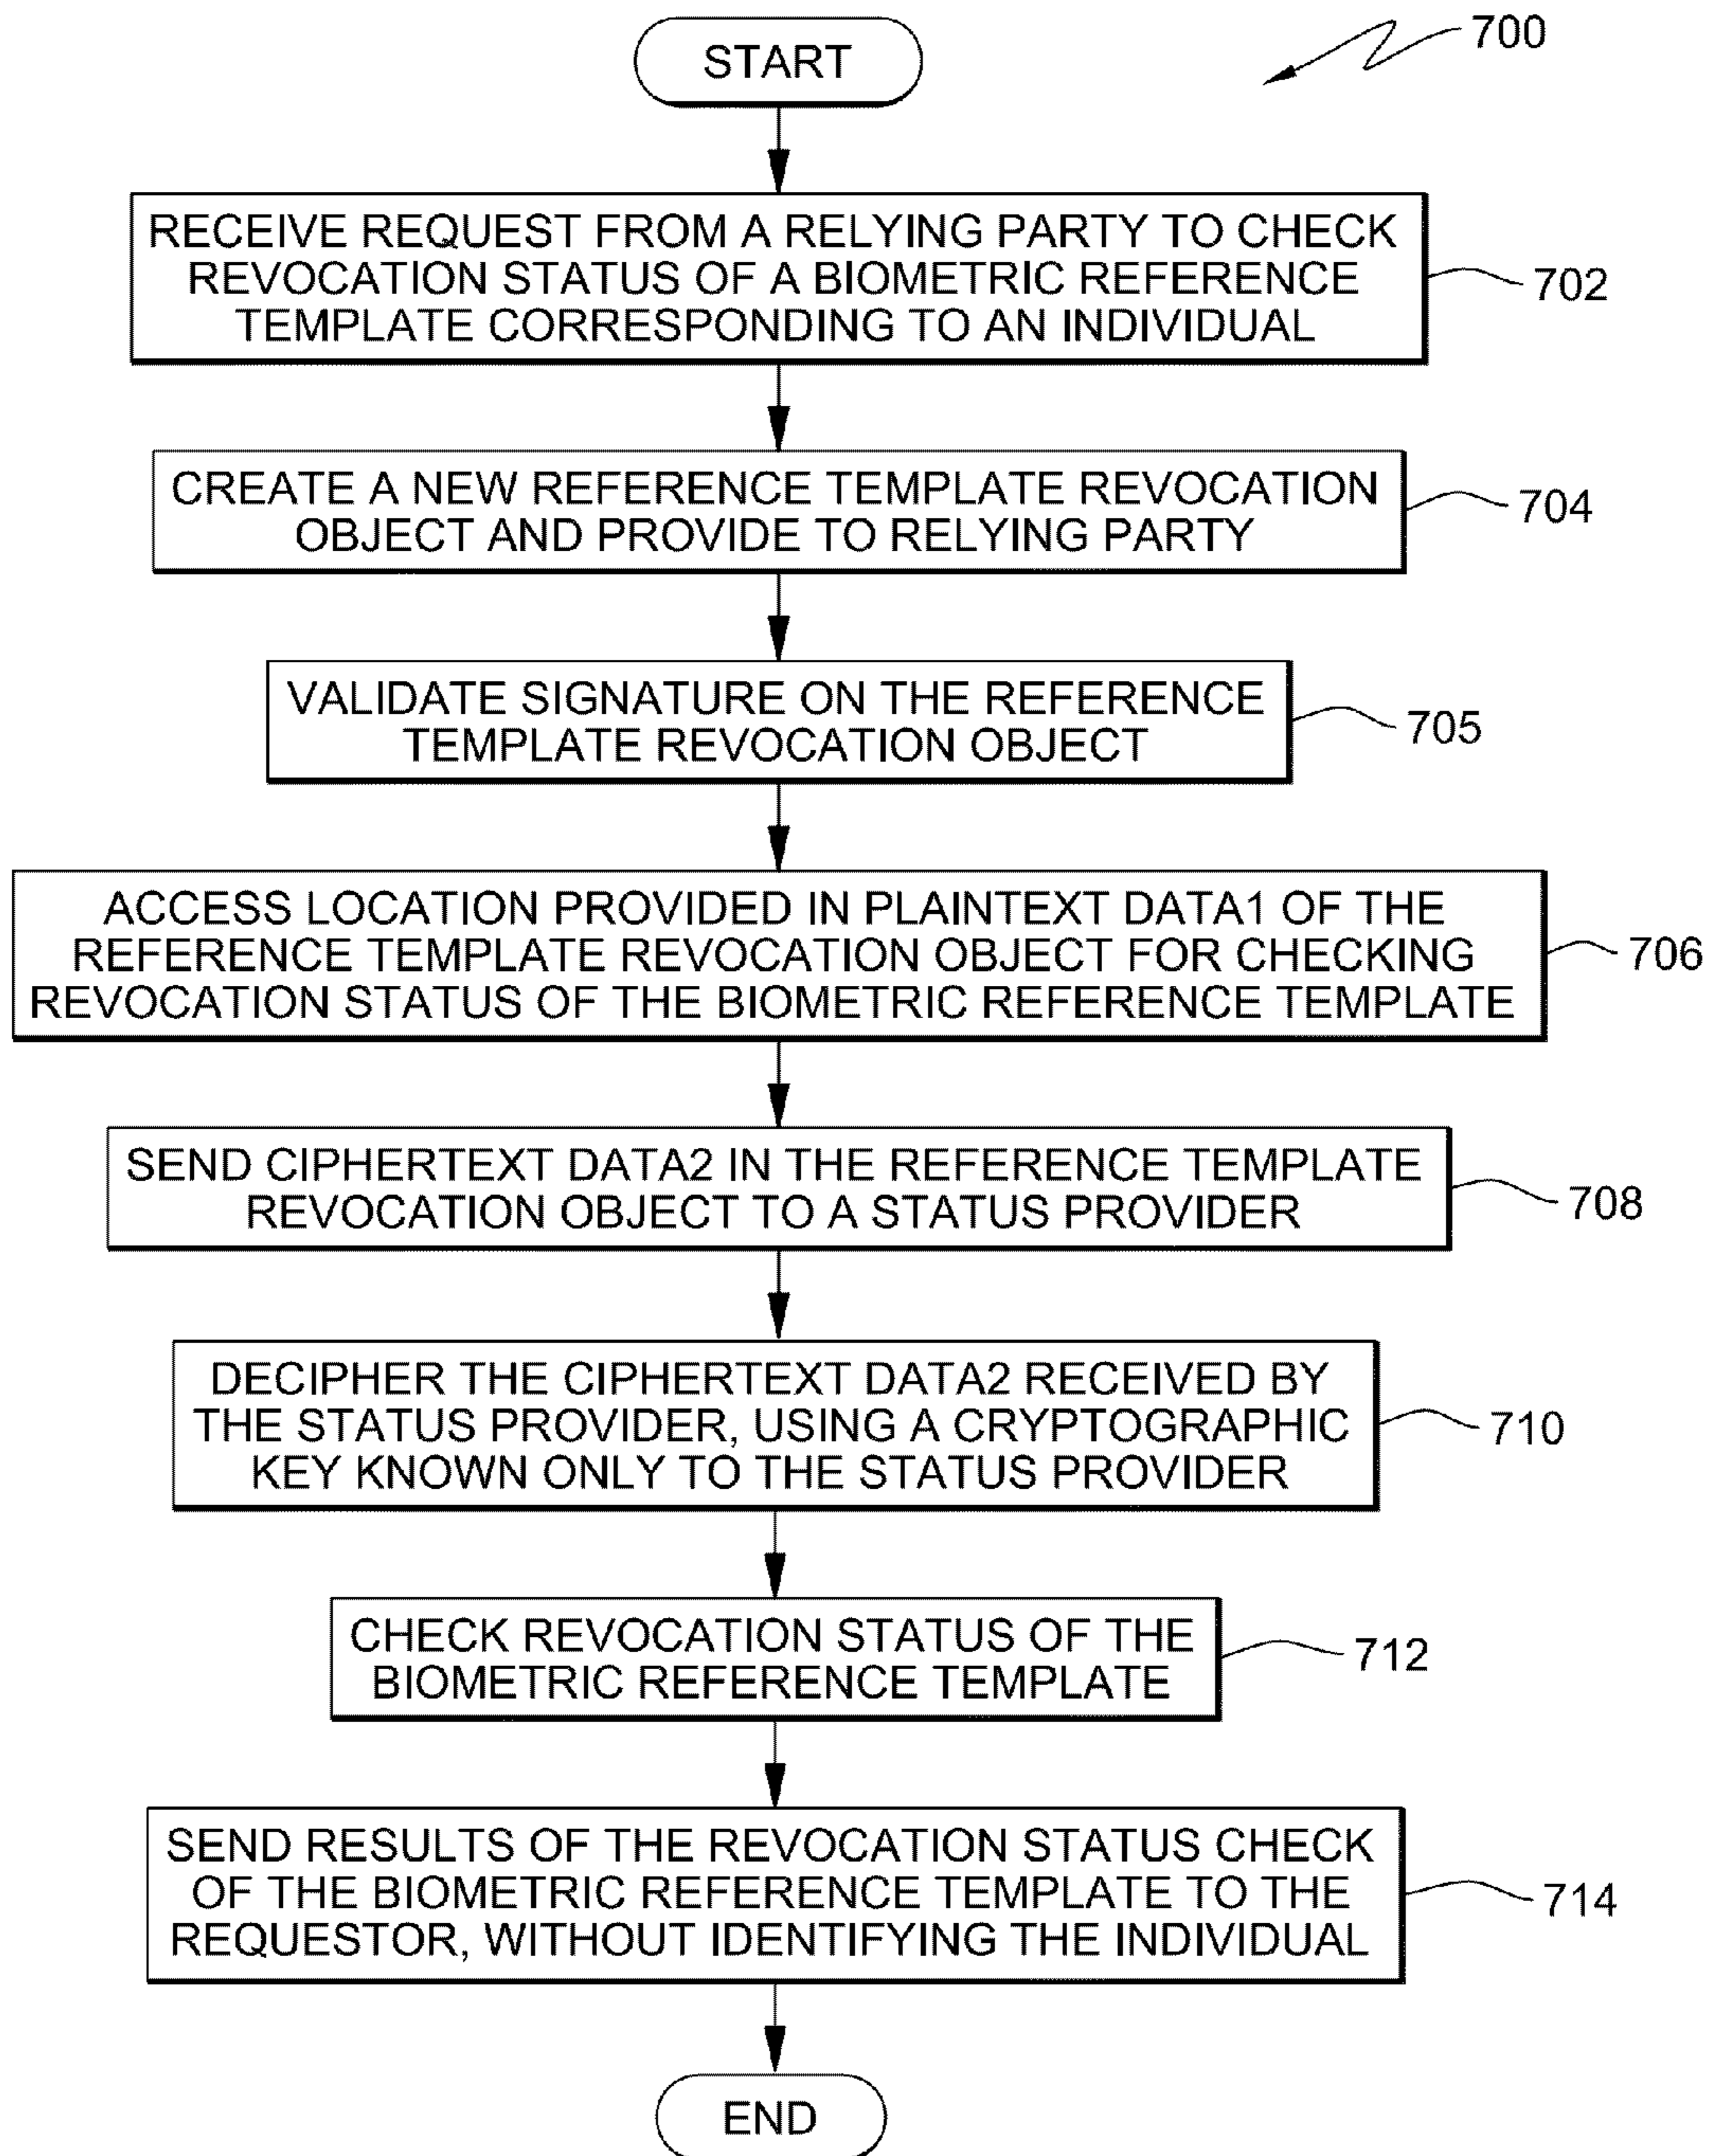 START
700
RECEIVE REQUEST FROM A RELYING PARTY TO CHECK
REVOCATION STATUS OF A BIOMETRIC REFERENCE
TEMPLATE CORRESPONDING TO AN INDIVIDUAL
702
CREATE A NEW REFERENCE TEMPLATE REVOCATION
OBJECT AND PROVIDE TO RELYING PARTY
704
VALIDATE SIGNATURE ON THE REFERENCE
TEMPLATE REVOCATION OBJECT
705
ACCESS LOCATION PROVIDED IN PLAINTEXT DATA1 OF THE
REFERENCE TEMPLATE REVOCATION OBJECT FOR CHECKING
REVOCATION STATUS OF THE BIOMETRIC REFERENCE TEMPLATE
706
SEND CIPHERTEXT DATA2 IN THE REFERENCE TEMPLATE
REVOCATION OBJECT TO A STATUS PROVIDER
708
DECIPHER THE CIPHERTEXT DATA2 RECEIVED BY
THE STATUS PROVIDER, USING A CRYPTOGRAPHIC
KEY KNOWN ONLY TO THE STATUS PROVIDER
710
CHECK REVOCATION STATUS OF THE
BIOMETRIC REFERENCE TEMPLATE
712
SEND RESULTS OF THE REVOCATION STATUS CHECK
OF THE BIOMETRIC REFERENCE TEMPLATE TO THE
REQUESTOR, WITHOUT IDENTIFYING THE INDIVIDUAL
714
END